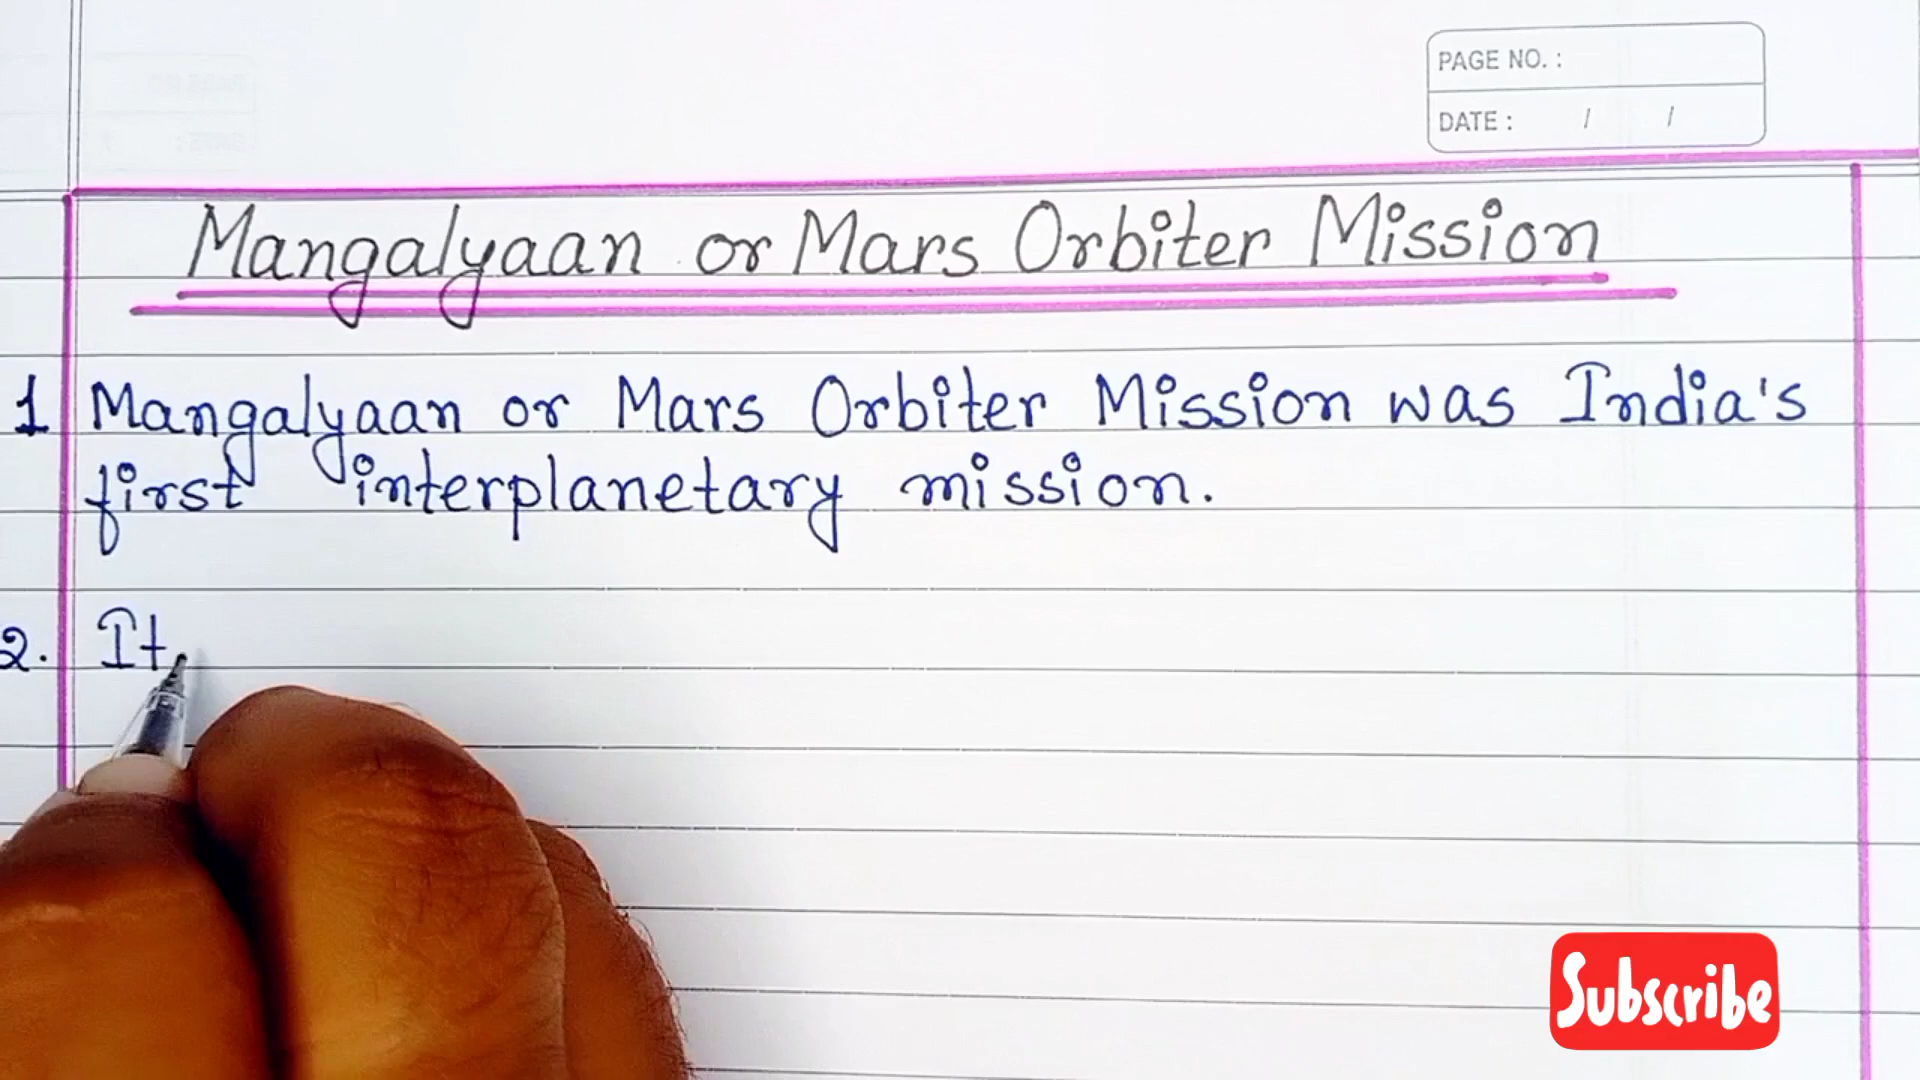 PAGE NO. :
DATE : / /
Mangalyaan or Mars Orbiter Mission
1 Mangalyaan or Mars Orbiter Mission was India's
first interplanetary mission.
2. It
Subscribe